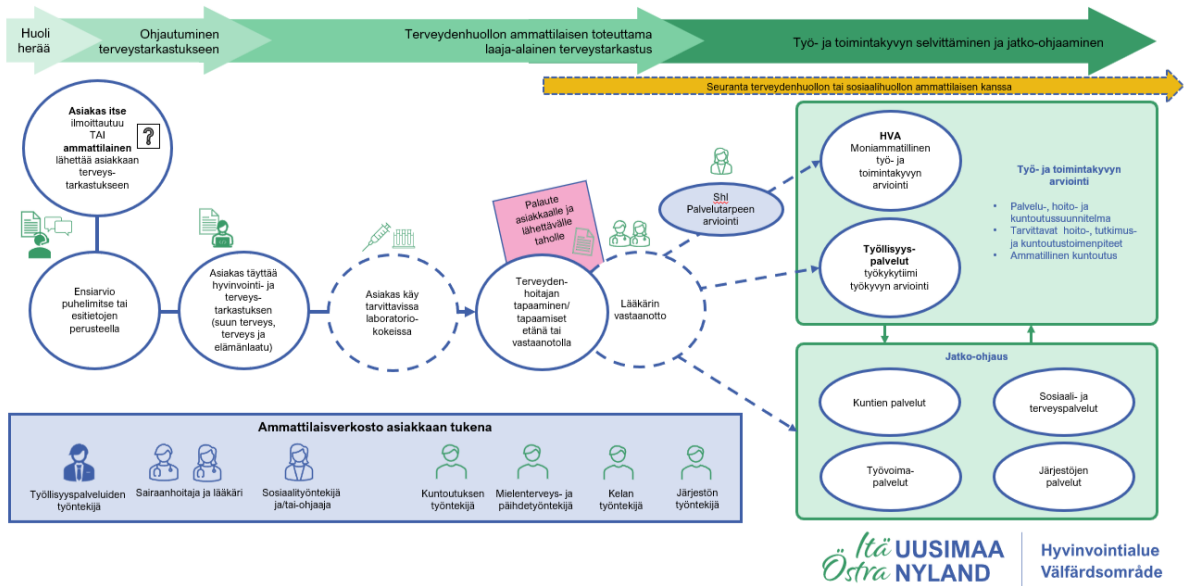 Huoli
herää
Ohjautuminen
terveystarkastukseen
Terveydenhuollon ammattilaisen toteuttama
laaja-alainen terveystarkastus
Työ- ja toimintakyvyn selvittäminen ja jatko-ohjaaminen
Seuranta terveydenhuollon tai sosiaalihuollon ammattilaisen kanssa
Asiakas itse
ilmoittautuu
TAI
ammattilainen
lähettää asiakkaan
terveys-
tarkastukseen
?
Ensiarvio
puhelimitse tai
esitietojen
perusteella
Asiakas täyttää
hyvinvointi- ja
terveys-
tarkastuksen
(suun terveys,
terveys ja
elämänlaatu)
Asiakas käy
tarvittavissa
laboratorio-
kokeissa
Palaute
asiakkaalle ja
lähettävälle
taholle
Terveyden-
hoitajan
tapaaminen/
tapaamiset
etänä tai
vastaanotolla
Lääkärin
vastaanotto
ShI
Palvelutarpeen
arviointi
HVA
Moniammatillinen
työ- ja
toimintakyvyn
arviointi
Työllisyys-
palvelut
työkykytiimi
työkyvyn arviointi
Työ- ja toimintakyvyn
arviointi
• Palvelu-, hoito- ja
kuntoutussuunnitelma
• Tarvittavat hoito-, tutkimus-
ja kuntoutustoimenpiteet
• Ammatillinen kuntoutus
Jatko-ohjaus
Kuntien palvelut
Sosiaali- ja
terveyspalvelut
Työvoima-
palvelut
Järjestöjen
palvelut
Ammattilaisverkosto asiakkaan tukena
Työllisyyspalveluiden
työntekijä
Sairaanhoitaja ja lääkäri
Sosiaalityöntekijä
ja/tai-ohjaaja
Kuntoutuksen
työntekijä
Mielenterveys- ja
päihdetyöntekijä
Kelan
työntekijä
Järjestön
työntekijä
Itä UUSIMAA
Östra NYLAND
Hyvinvointialue
Välfärdsområde